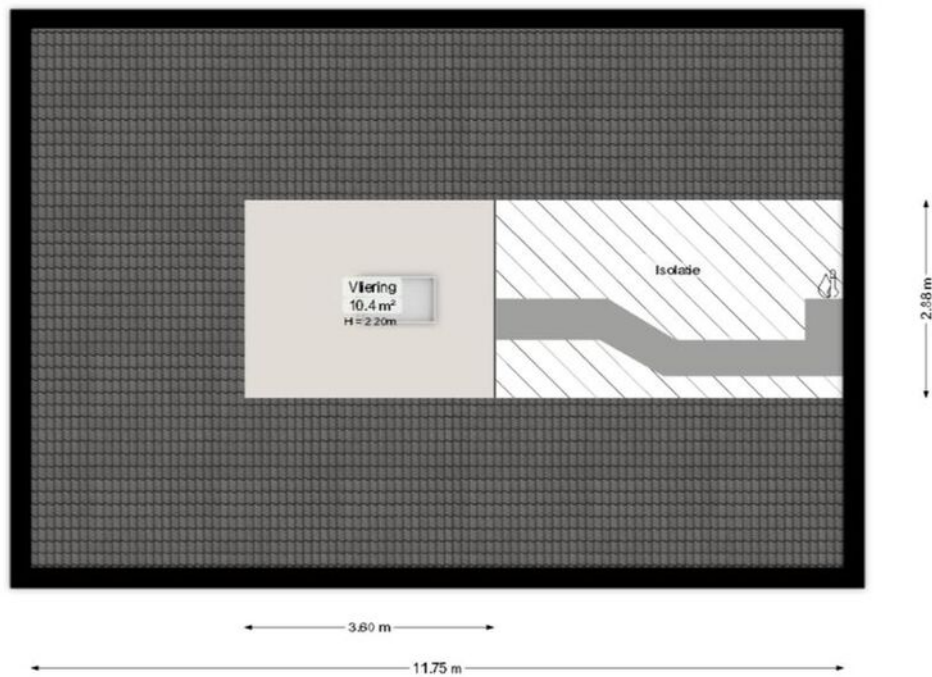 Isolatie
Vliering
10.4 m²
H = 2.20m
2.88 m
3.60 m
11.75 m